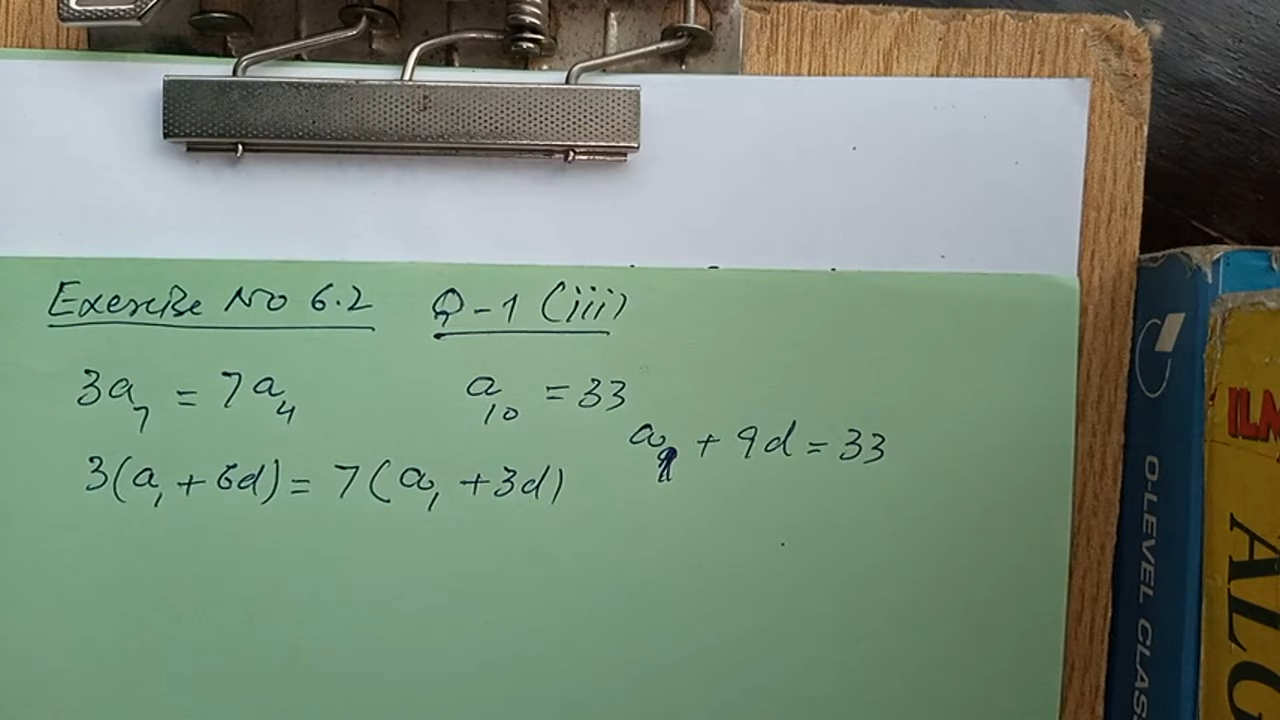 Exercise No 6.2 Q-1 (iii)
3a₇ = 7a₄ a₁₀ = 33
a₁ + 9d = 33
3(a₁ + 6d) = 7(a₁ + 3d)
O-LEVEL CLAS
ALG